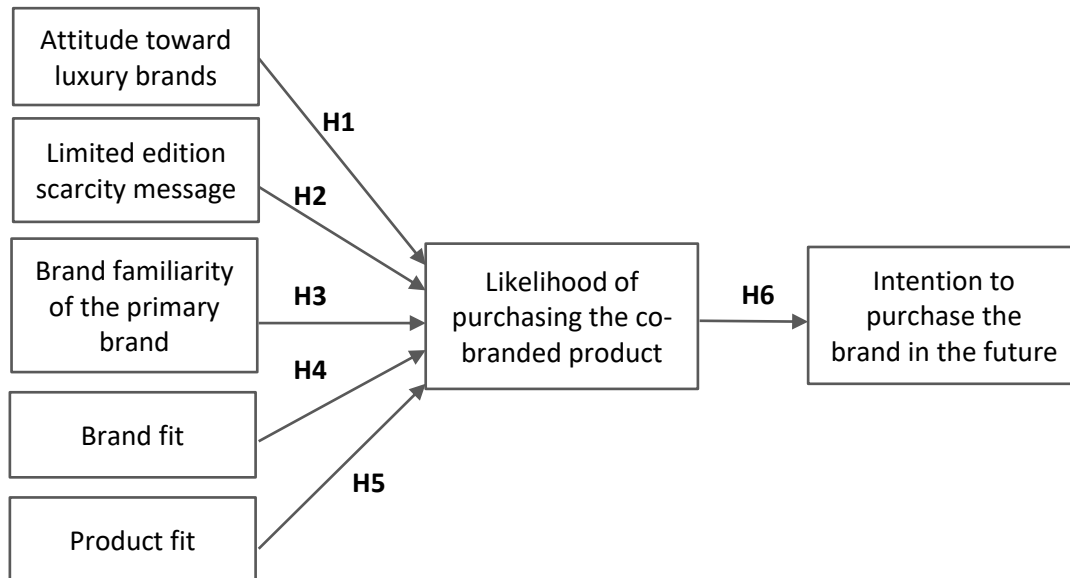 Attitude toward
luxury brands
H1
Limited edition
scarcity message
H2
Brand familiarity
of the primary
brand
H3
H4
Brand fit
H5
Product fit
Likelihood of
purchasing the co-
branded product
H6
Intention to
purchase the
brand in the future